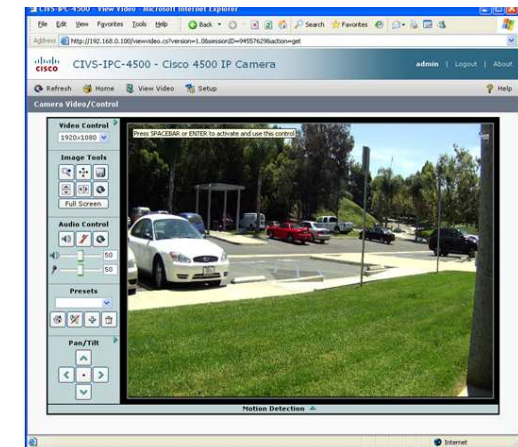 CIVS-IPC-4500 - View Video - Microsoft Internet Explorer
File Edit View Favorites Tools Help Back Search Favorites
Address http://192.168.0.100/viewvideo.cs?version=1.0&sessionID=94557629&action=get
cisco CIVS-IPC-4500 - Cisco 4500 IP Camera admin | Logout | About
Refresh Home View Video Setup Help
Camera Video/Control
Video Control
1920x1080
Press SPACEBAR or ENTER to activate and use this control
Image Tools
Full Screen
Audio Control
50
50
Presets
Pan/Tilt
Motion Detection
Internet